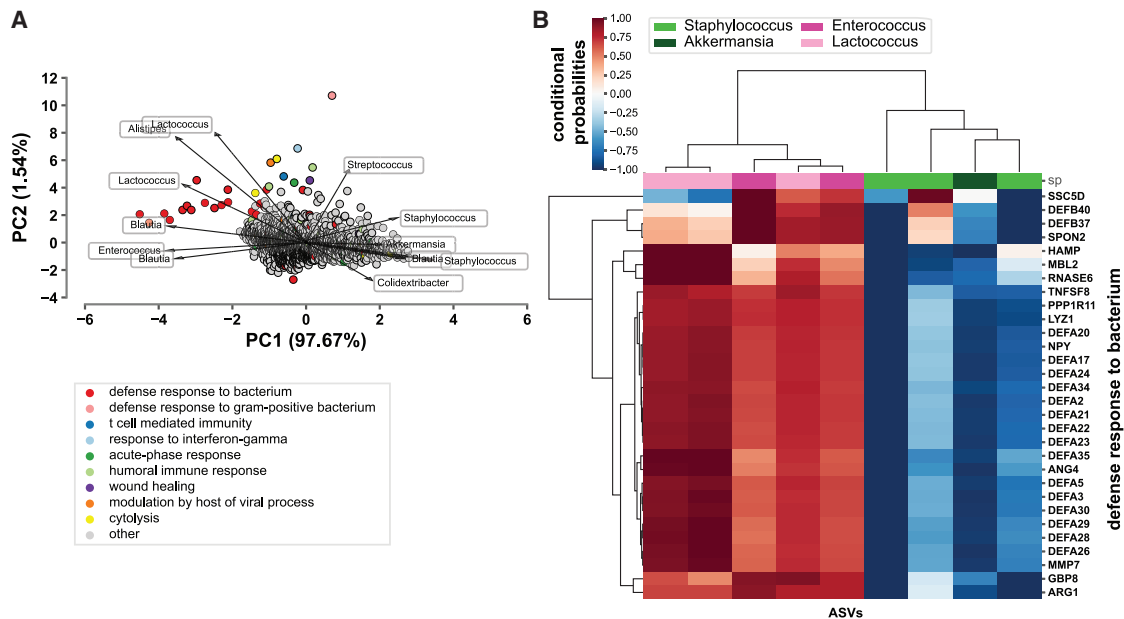 A
12
10
8
6
4
2
0
−2
−4
PC2 (1.54%)
Alistipes
Lactococcus
Streptococcus
Lactococcus
Staphylococcus
Blautia
Akkermansia
Enterococcus
Blautia
Blautia
Staphylococcus
Colidextribacter
−6
−4
−2
0
2
4
6
PC1 (97.67%)
defense response to bacterium
defense response to gram-positive bacterium
t cell mediated immunity
response to interferon-gamma
acute-phase response
humoral immune response
wound healing
modulation by host of viral process
cytolysis
other
B
conditional
probabilities
1.00
0.75
0.50
0.25
0.00
−0.25
−0.50
−0.75
−1.00
Staphylococcus
Enterococcus
Akkermansia
Lactococcus
sp
SSC5D
DEFB40
DEFB37
SPON2
HAMP
MBL2
RNASE6
TNFSF8
PPP1R11
LYZ1
DEFA20
NPY
DEFA17
DEFA24
DEFA34
DEFA2
DEFA21
DEFA22
DEFA23
DEFA35
ANG4
DEFA5
DEFA3
DEFA30
DEFA29
DEFA28
DEFA26
MMP7
GBP8
ARG1
defense response to bacterium
ASVs